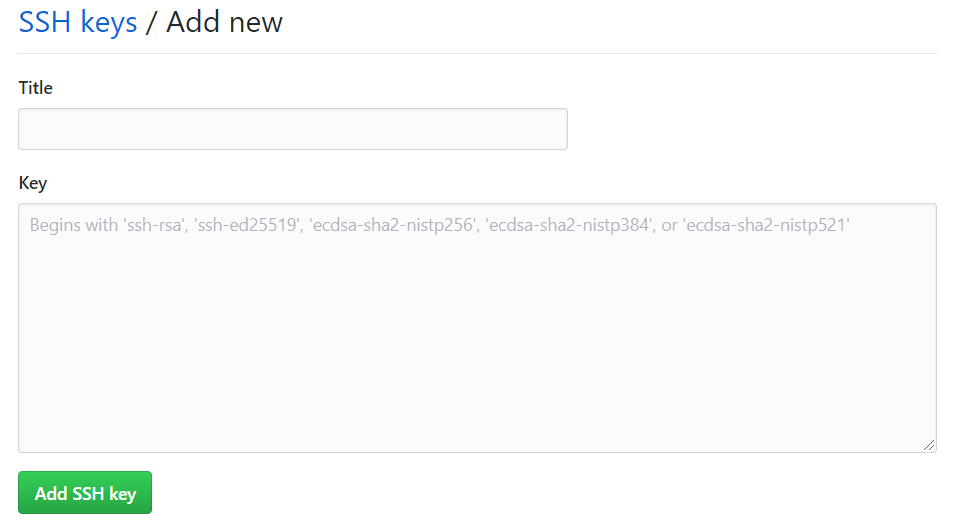 SSH keys / Add new
Title
Key
Begins with 'ssh-rsa', 'ssh-ed25519', 'ecdsa-sha2-nistp256', 'ecdsa-sha2-nistp384', or 'ecdsa-sha2-nistp521'
Add SSH key